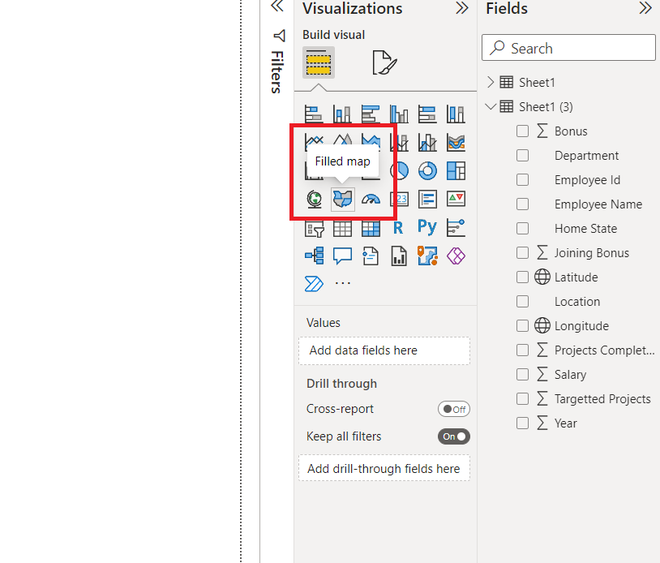 Filters
Visualizations
Build visual
Filled map
123
R
Py
...
Values
Add data fields here
Drill through
Cross-report
Off
Keep all filters
On
Add drill-through fields here
Fields
Search
Sheet1
Sheet1 (3)
Bonus
Department
Employee Id
Employee Name
Home State
Joining Bonus
Latitude
Location
Longitude
Projects Complet...
Salary
Targetted Projects
Year